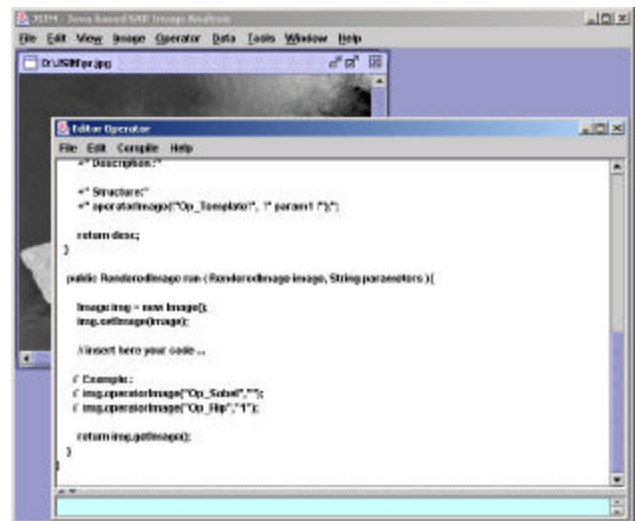 JSIM - Java-based SAR Image Analysis
File Edit View Image Operator Data Tools Window Help
Editor Operator
File Edit Compile Help
+" Description:"
+" Structure:"
+" operatorImage(\"Op_Template\", \" param1 \");";
return desc;
}
public RenderedImage run ( RenderedImage image, String parameters ){
Image img = new Image();
img.setImage(image);
//insert here your code ...
// Example:
// img.operatorImage("Op_Sobel","");
// img.operatorImage("Op_Flip","1");
return img.getImage();
}
}